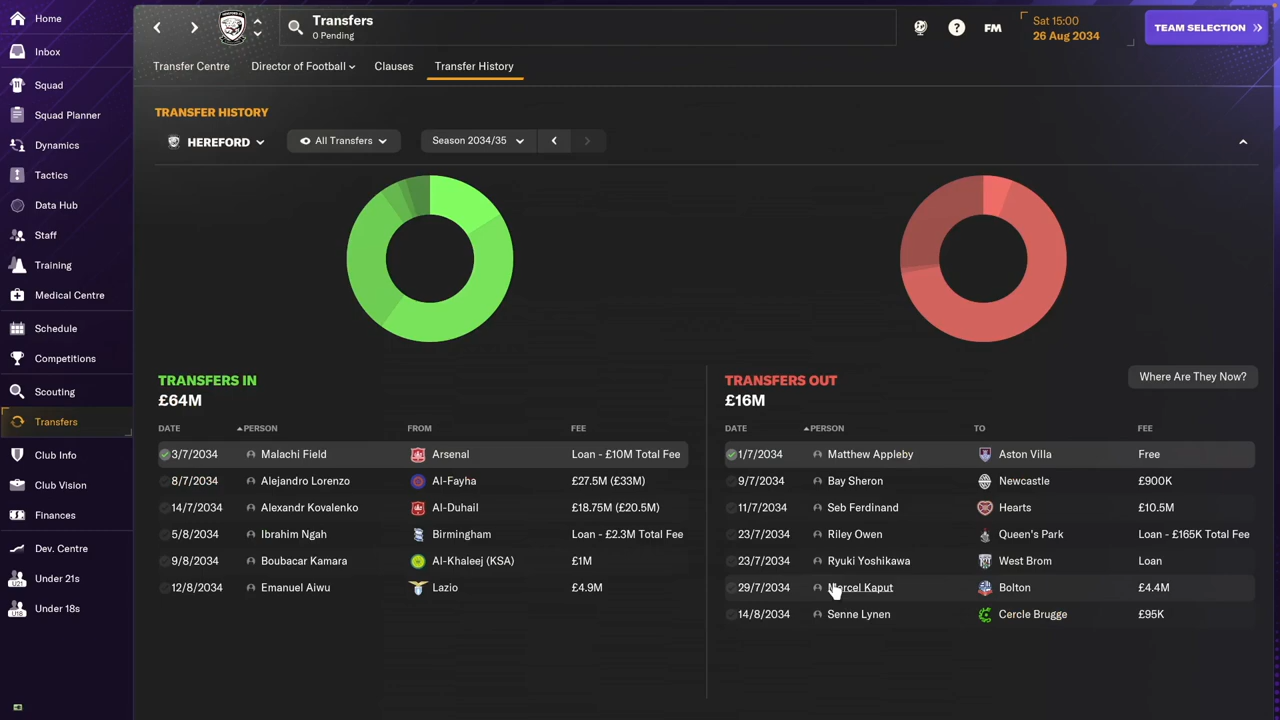 Home
Inbox
Squad
Squad Planner
Dynamics
Tactics
Data Hub
Staff
Training
Medical Centre
Schedule
Competitions
Scouting
Transfers
Club Info
Club Vision
Finances
Dev. Centre
Under 21s
Under 18s
Transfers
0 Pending
FM
Sat 15:00
26 Aug 2034
TEAM SELECTION
Transfer Centre Director of Football Clauses Transfer History
TRANSFER HISTORY
HEREFORD All Transfers Season 2034/35
TRANSFERS IN
£64M
DATE PERSON FROM FEE
3/7/2034 Malachi Field Arsenal Loan - £10M Total Fee
8/7/2034 Alejandro Lorenzo Al-Fayha £27.5M (£33M)
14/7/2034 Alexandr Kovalenko Al-Duhail £18.75M (£20.5M)
5/8/2034 Ibrahim Ngah Birmingham Loan - £2.3M Total Fee
9/8/2034 Boubacar Kamara Al-Khaleej (KSA) £1M
12/8/2034 Emanuel Aiwu Lazio £4.9M
TRANSFERS OUT
£16M
Where Are They Now?
DATE PERSON TO FEE
1/7/2034 Matthew Appleby Aston Villa Free
9/7/2034 Bay Sheron Newcastle £900K
11/7/2034 Seb Ferdinand Hearts £10.5M
23/7/2034 Riley Owen Queen's Park Loan - £165K Total Fee
23/7/2034 Ryuki Yoshikawa West Brom Loan
29/7/2034 Marcel Kaput Bolton £4.4M
14/8/2034 Senne Lynen Cercle Brugge £95K